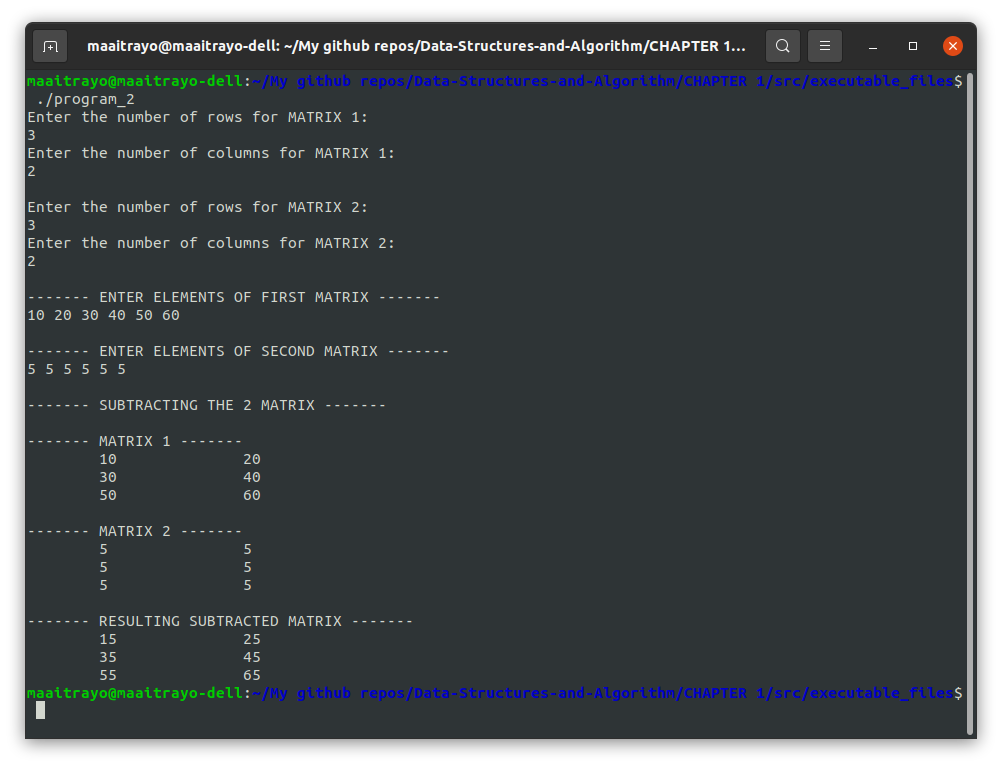 maaitrayo@maaitrayo-dell: ~/My github repos/Data-Structures-and-Algorithm/CHAPTER 1...
maaitrayo@maaitrayo-dell:~/My github repos/Data-Structures-and-Algorithm/CHAPTER 1/src/executable_files$
./program_2
Enter the number of rows for MATRIX 1:
3
Enter the number of columns for MATRIX 1:
2
Enter the number of rows for MATRIX 2:
3
Enter the number of columns for MATRIX 2:
2
------- ENTER ELEMENTS OF FIRST MATRIX -------
10 20 30 40 50 60
------- ENTER ELEMENTS OF SECOND MATRIX -------
5 5 5 5 5 5
------- SUBTRACTING THE 2 MATRIX -------
------- MATRIX 1 -------
10 20
30 40
50 60
------- MATRIX 2 -------
5 5
5 5
5 5
------- RESULTING SUBTRACTED MATRIX -------
15 25
35 45
55 65
maaitrayo@maaitrayo-dell:~/My github repos/Data-Structures-and-Algorithm/CHAPTER 1/src/executable_files$